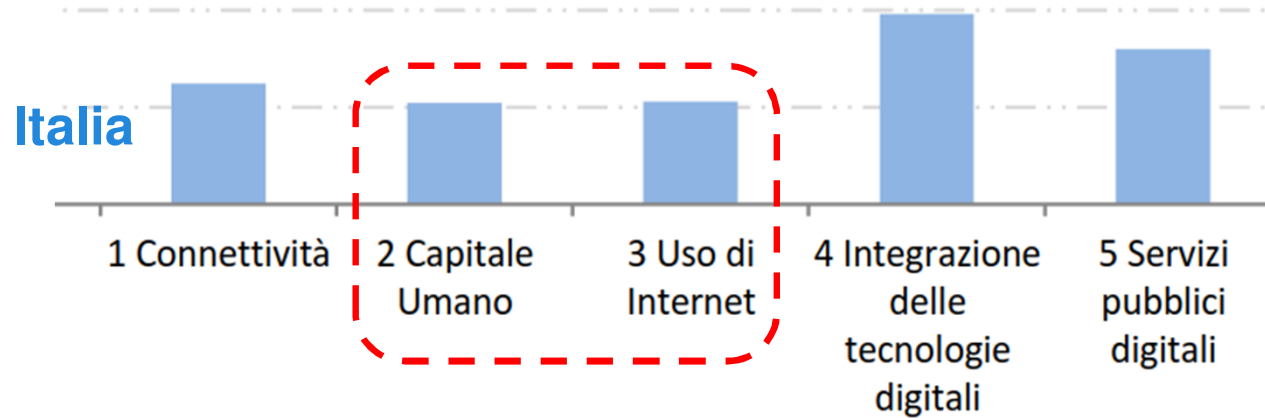 Italia
1 Connettività
2 Capitale
Umano
3 Uso di
Internet
4 Integrazione
delle
tecnologie
digitali
5 Servizi
pubblici
digitali